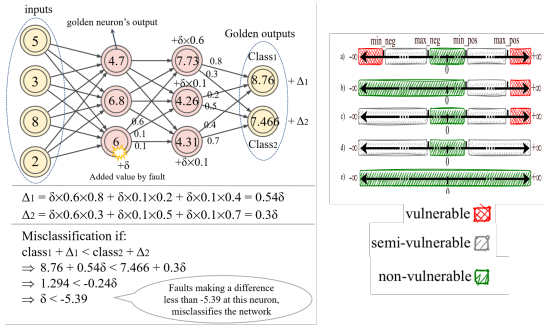 inputs
golden neuron's output
Golden outputs
+δ×0.6
Class₁
5
4.7
7.73
0.8
0.3
8.76
+ Δ₁
+δ×0.1
3
6.8
4.26
0.2
0.5
8
0.6
0.1
0.1
0.4
0.7
7.466
+ Δ₂
Class₂
2
6
4.31
+δ
+δ×0.1
Added value by fault
Δ₁ = δ×0.6×0.8 + δ×0.1×0.2 + δ×0.1×0.4 = 0.54δ
Δ₂ = δ×0.6×0.3 + δ×0.1×0.5 + δ×0.1×0.7 = 0.3δ
Misclassification if:
class₁ + Δ₁ < class₂ + Δ₂
⇒ 8.76 + 0.54δ < 7.466 + 0.3δ
⇒ 1.294 < -0.24δ
⇒ δ < -5.39
Faults making a difference
less than -5.39 at this neuron,
misclassifies the network
min_neg max_neg min_pos max_pos
a) -∞ 0 +∞
b) -∞ 0 +∞
c) -∞ 0 +∞
d) -∞ 0 +∞
e) -∞ 0 +∞
vulnerable
semi-vulnerable
non-vulnerable